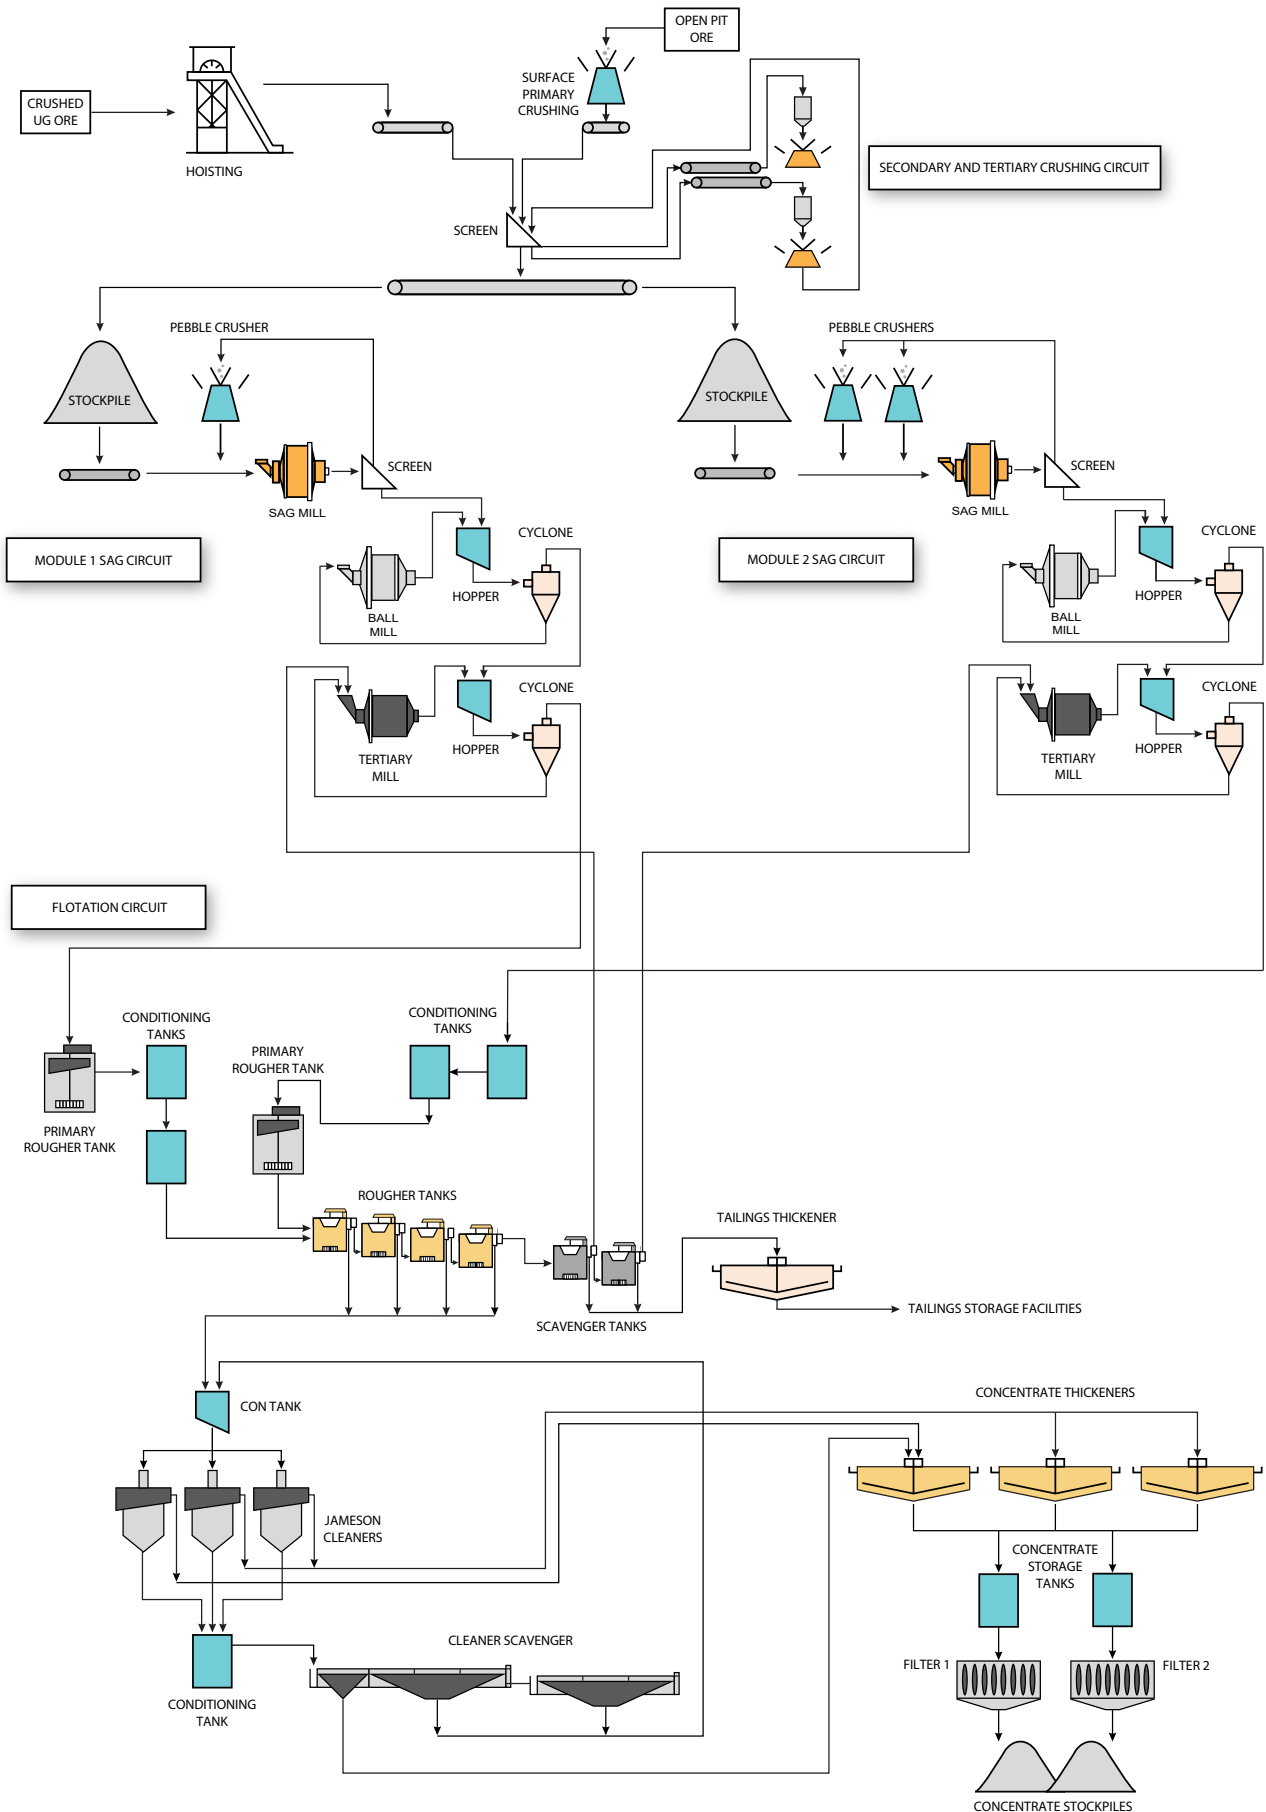 OPEN PIT
ORE
SURFACE
PRIMARY
CRUSHING
CRUSHED
UG ORE
HOISTING
SECONDARY AND TERTIARY CRUSHING CIRCUIT
SCREEN
PEBBLE CRUSHER
STOCKPILE
SCREEN
SAG MILL
MODULE 1 SAG CIRCUIT
CYCLONE
HOPPER
BALL
MILL
CYCLONE
HOPPER
TERTIARY
MILL
PEBBLE CRUSHERS
STOCKPILE
SCREEN
SAG MILL
MODULE 2 SAG CIRCUIT
CYCLONE
HOPPER
BALL
MILL
CYCLONE
HOPPER
TERTIARY
MILL
FLOTATION CIRCUIT
CONDITIONING
TANKS
CONDITIONING
TANKS
PRIMARY
ROUGHER TANK
PRIMARY
ROUGHER TANK
ROUGHER TANKS
TAILINGS THICKENER
TAILINGS STORAGE FACILITIES
SCAVENGER TANKS
CON TANK
CONCENTRATE THICKENERS
JAMESON
CLEANERS
CONCENTRATE
STORAGE
TANKS
CLEANER SCAVENGER
FILTER 1
FILTER 2
CONDITIONING
TANK
CONCENTRATE STOCKPILES